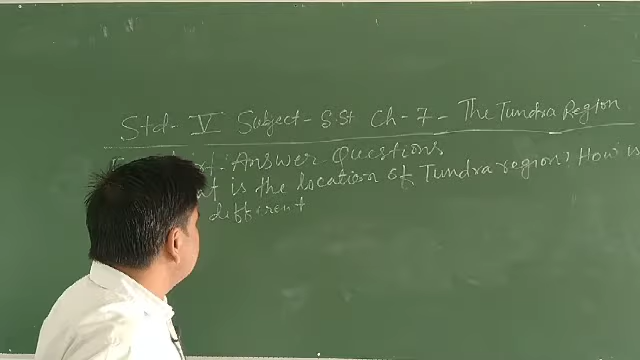 Std- V Subject- S.St Ch-7- The Tundra Region
Answer Questions
is the location of Tundra region? How is
different